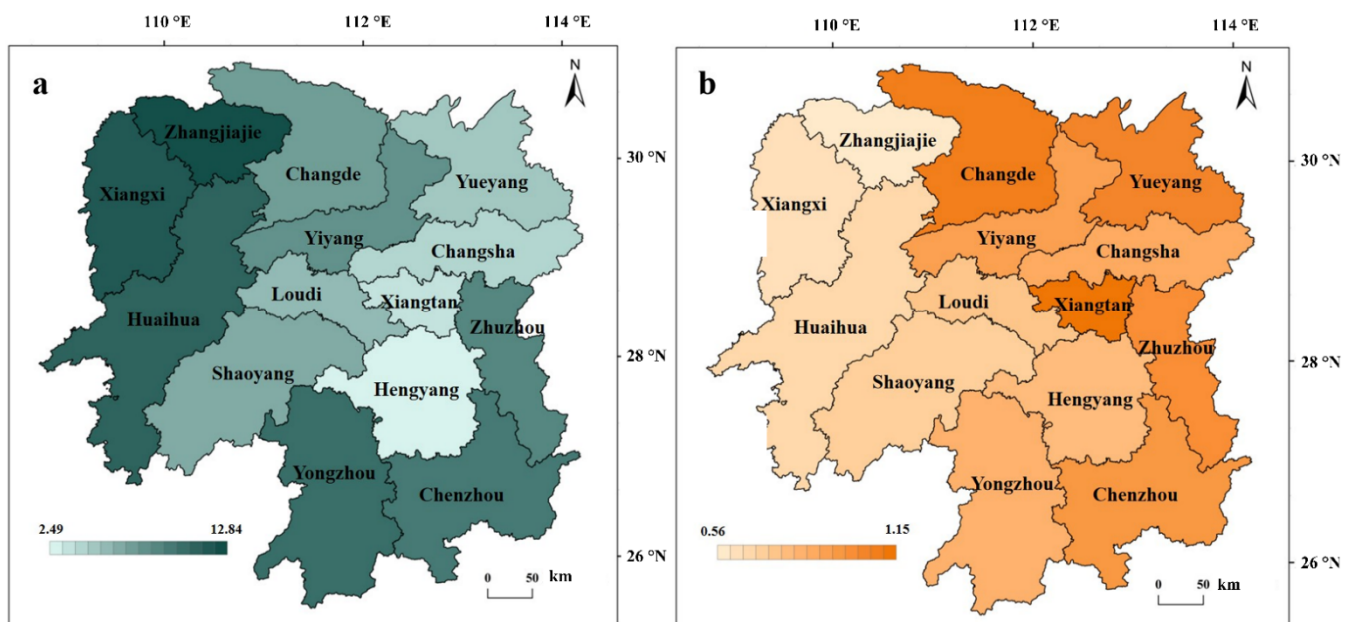 110 °E
112 °E
114 °E
a
N
Zhangjiajie
Changde
Yueyang
Xiangxi
Yiyang
Changsha
Loudi
Xiangtan
Huaihua
Zhuzhou
Shaoyang
Hengyang
Yongzhou
Chenzhou
2.49
12.84
0
50
km
30 °N
28 °N
26 °N
110 °E
112 °E
114 °E
b
N
Zhangjiajie
Changde
Yueyang
Xiangxi
Yiyang
Changsha
Loudi
Xiangtan
Huaihua
Zhuzhou
Shaoyang
Hengyang
Yongzhou
Chenzhou
0.56
1.15
0
50
km
30 °N
28 °N
26 °N